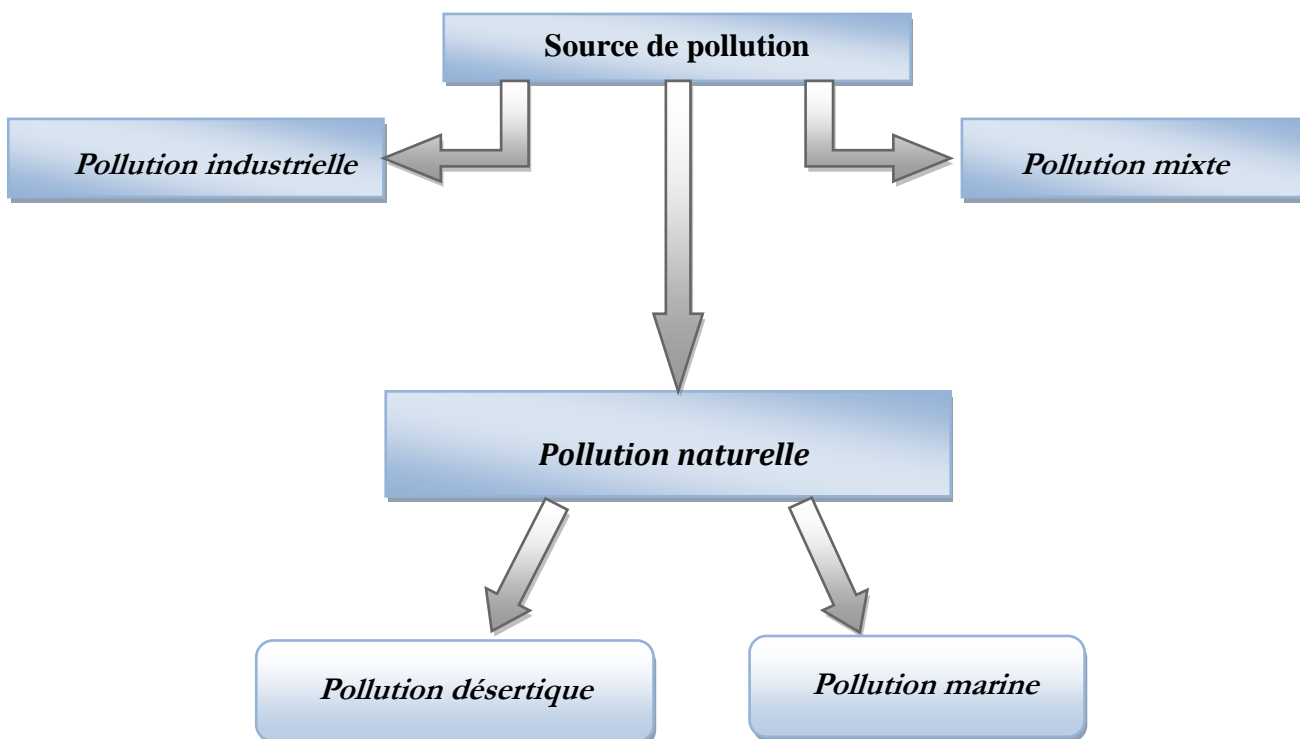 Source de pollution
Pollution industrielle
Pollution mixte
Pollution naturelle
Pollution désertique
Pollution marine